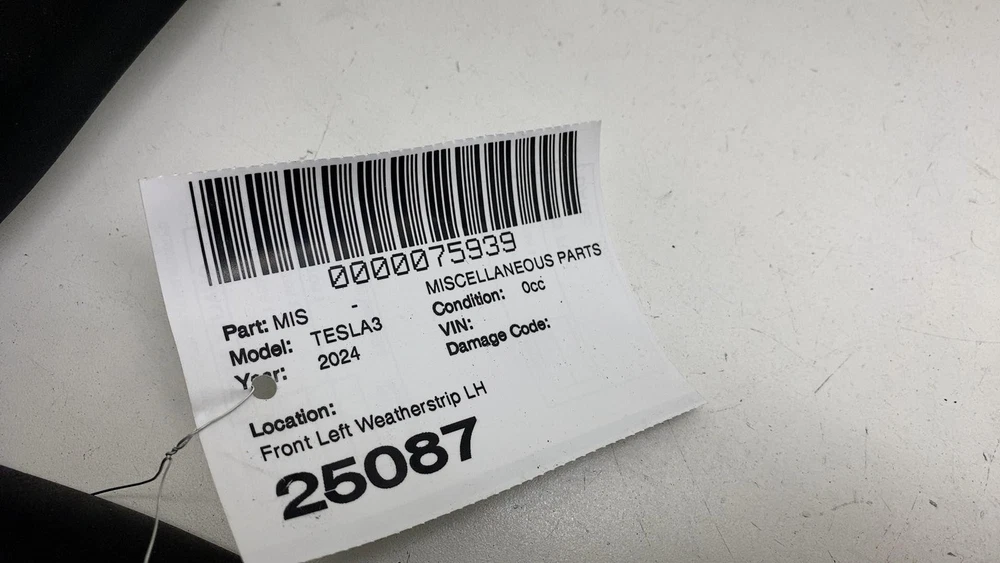 0000075939
MISCELLANEOUS PARTS
Part: MIS -
Condition: 0cc
Model: TESLA3
VIN:
Year: 2024
Damage Code:
Location:
Front Left Weatherstrip LH
25087